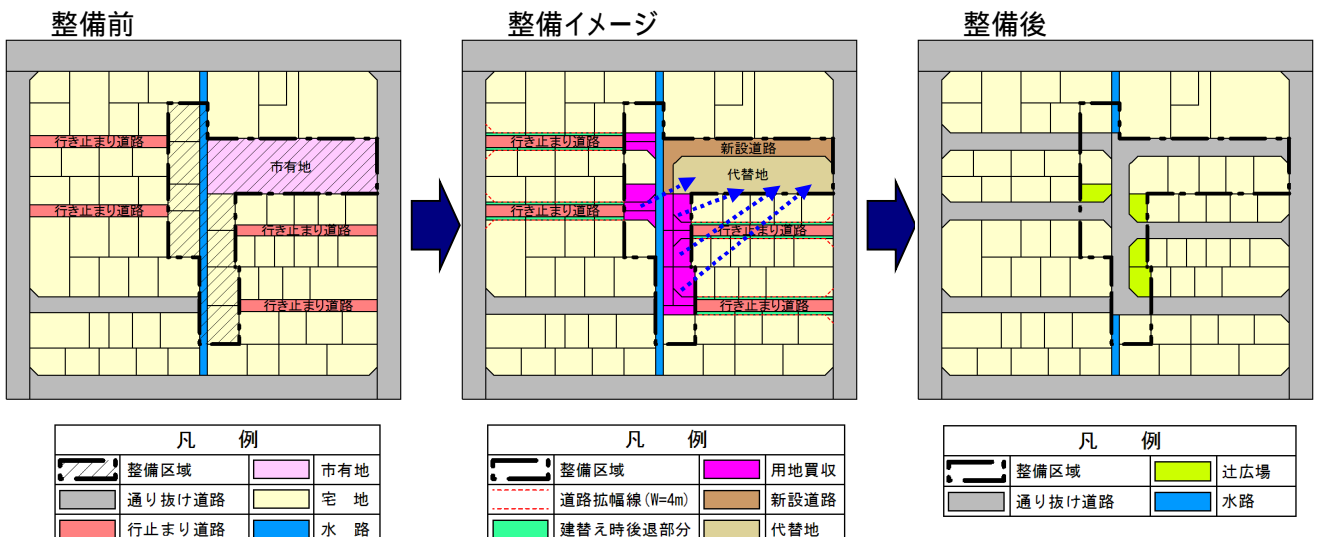 整備前
行き止まり道路
市有地
行き止まり道路
行き止まり道路
行き止まり道路
凡 例
整備区域
市有地
通り抜け道路
宅 地
行止まり道路
水 路
整備イメージ
行き止まり道路
新設道路
代替地
行き止まり道路
行き止まり道路
行き止まり道路
凡 例
整備区域
用地買収
道路拡幅線(W=4m)
新設道路
建替え時後退部分
代替地
整備後
凡 例
整備区域
辻広場
通り抜け道路
水路